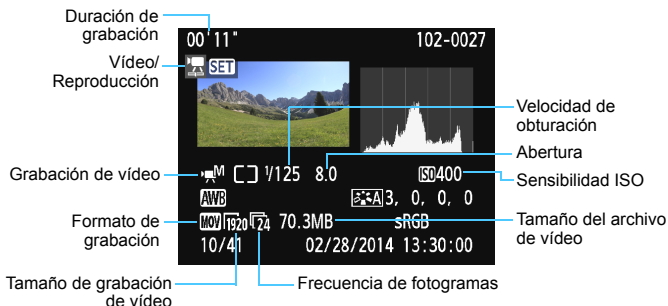 Duración de
grabación
00'11" 102-0027
Vídeo/
Reproducción
SET
Velocidad de
obturación
Abertura
Grabación de vídeo
M 1/125 8.0 ISO 400
Sensibilidad ISO
AWB A 3, 0, 0, 0
Formato de
grabación
MOV 1920 24 70.3MB sRGB
Tamaño del archivo
de vídeo
10/41 02/28/2014 13:30:00
Tamaño de grabación
de vídeo
Frecuencia de fotogramas